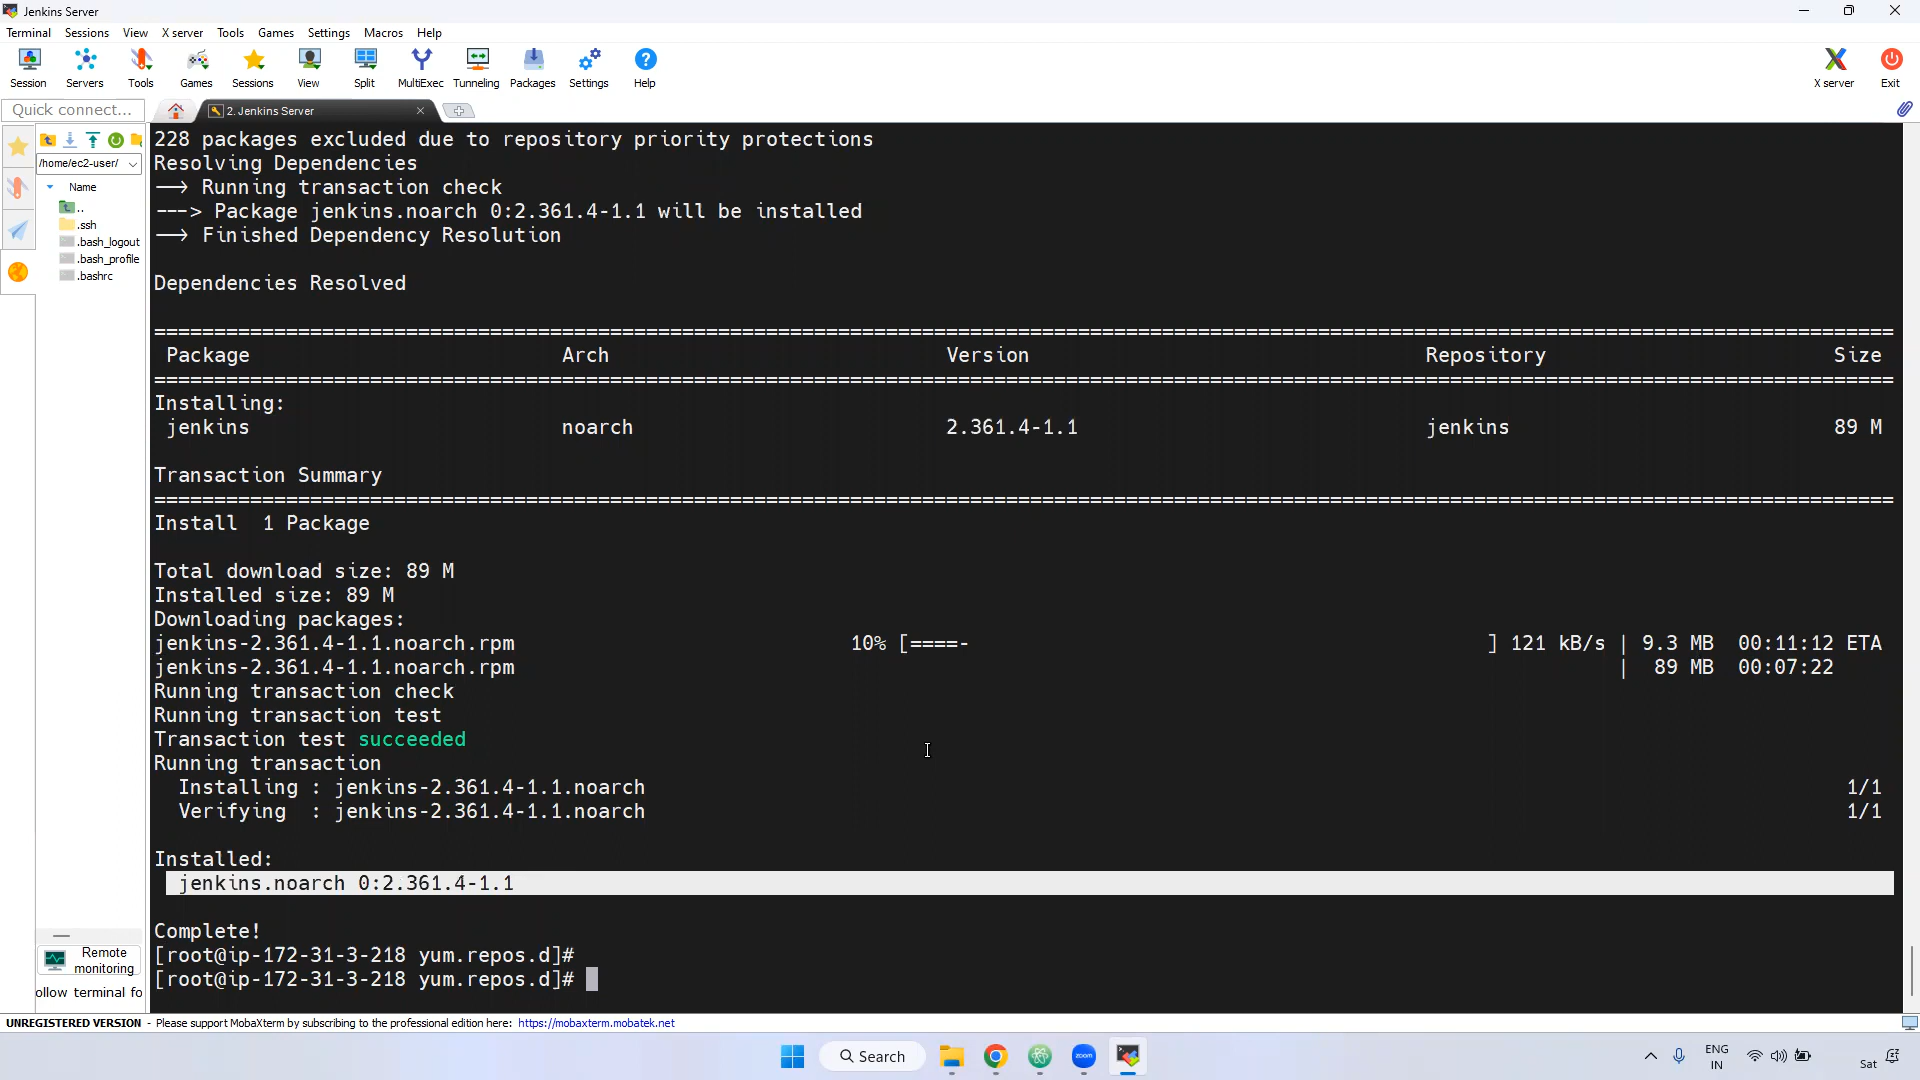 Jenkins Server
Terminal Sessions View X server Tools Games Settings Macros Help
Session Servers Tools Games Sessions View Split MultiExec Tunneling Packages Settings Help X server Exit
Quick connect... 2. Jenkins Server
/home/ec2-user/
Name
..
.ssh
.bash_logout
.bash_profile
.bashrc
228 packages excluded due to repository priority protections
Resolving Dependencies
--> Running transaction check
---> Package jenkins.noarch 0:2.361.4-1.1 will be installed
--> Finished Dependency Resolution
Dependencies Resolved
================================================================================
Package Arch Version Repository Size
================================================================================
Installing:
jenkins noarch 2.361.4-1.1 jenkins 89 M
Transaction Summary
================================================================================
Install 1 Package
Total download size: 89 M
Installed size: 89 M
Downloading packages:
jenkins-2.361.4-1.1.noarch.rpm 10% [====- ] 121 kB/s | 9.3 MB 00:11:12 ETA
jenkins-2.361.4-1.1.noarch.rpm | 89 MB 00:07:22
Running transaction check
Running transaction test
Transaction test succeeded
Running transaction
Installing : jenkins-2.361.4-1.1.noarch 1/1
Verifying : jenkins-2.361.4-1.1.noarch 1/1
Installed:
jenkins.noarch 0:2.361.4-1.1
Complete!
[root@ip-172-31-3-218 yum.repos.d]#
[root@ip-172-31-3-218 yum.repos.d]#
Remote
monitoring
ollow terminal fo
UNREGISTERED VERSION - Please support MobaXterm by subscribing to the professional edition here: https://mobaxterm.mobatek.net
Search
zoom
ENG
IN
Sat